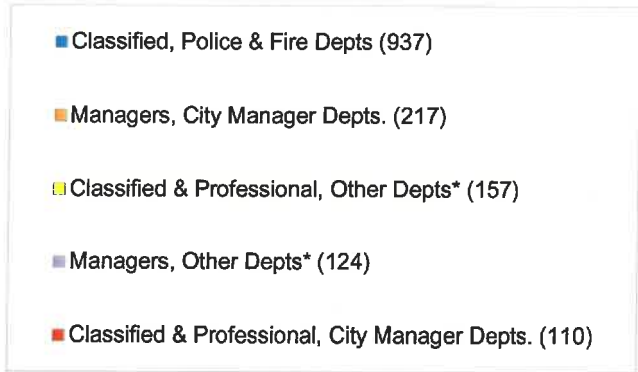 Classified, Police & Fire Depts (937)
Managers, City Manager Depts. (217)
Classified & Professional, Other Depts* (157)
Managers, Other Depts* (124)
Classified & Professional, City Manager Depts. (110)